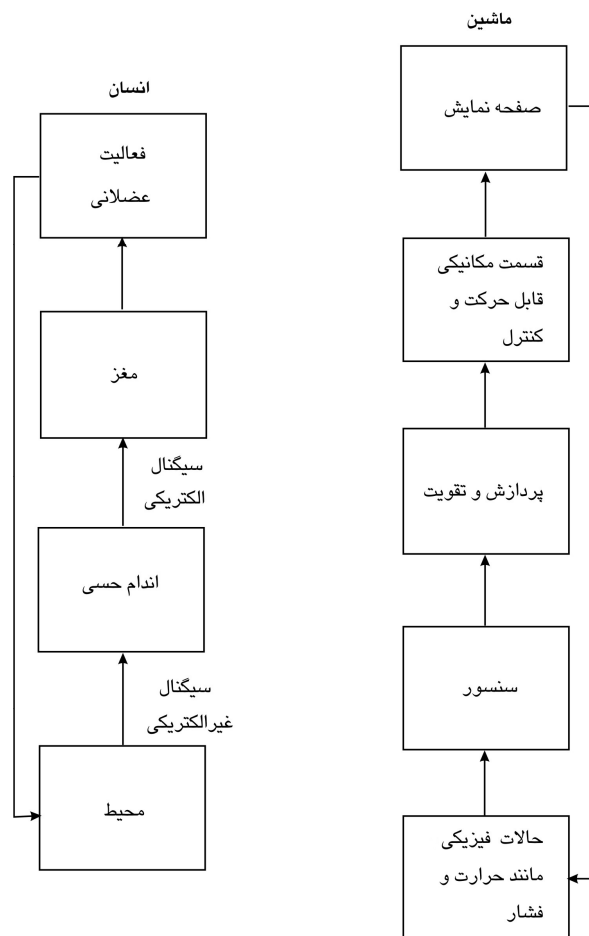 ماشین
صفحه نمایش
قسمت مکانیکی
قابل حرکت و
کنترل
پردازش و تقویت
سنسور
حالات فیزیکی
مانند حرارت و
فشار
انسان
فعالیت
عضلانی
مغز
سیگنال
الکتریکی
اندام حسی
سیگنال
غیرالکتریکی
محیط